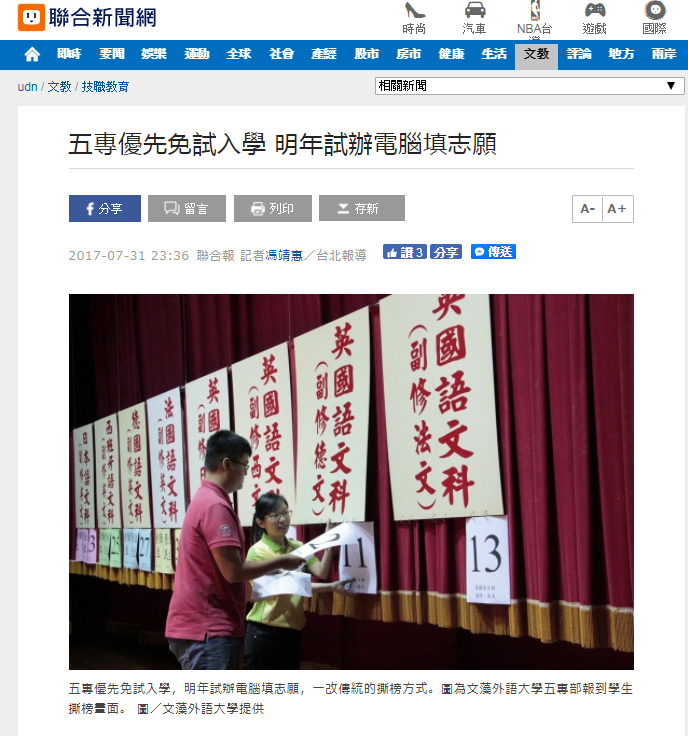 聯合新聞網
時尚
汽車
NBA台灣
遊戲
國際
即時 要聞 娛樂 運動 全球 社會 產經 股市 房市 健康 生活 文教 評論 地方 兩岸
udn / 文教 / 技職教育
相關新聞
五專優先免試入學 明年試辦電腦填志願
分享
留言
列印
存新
A-
A+
2017-07-31 23:36 聯合報 記者馮靖惠╱台北報導
讚 3
分享
傳送
日本語文科
西班牙語文科
德國語文科
法國語文科
(副修英文)
英國語文科
(副修西文)
英國語文科
(副修德文)
英國語文科
(副修法文)
3
25
27
11
13
五專優先免試入學，明年試辦電腦填志願，一改傳統的撕榜方式。圖為文藻外語大學五專部報到學生
撕榜畫面。 圖／文藻外語大學提供